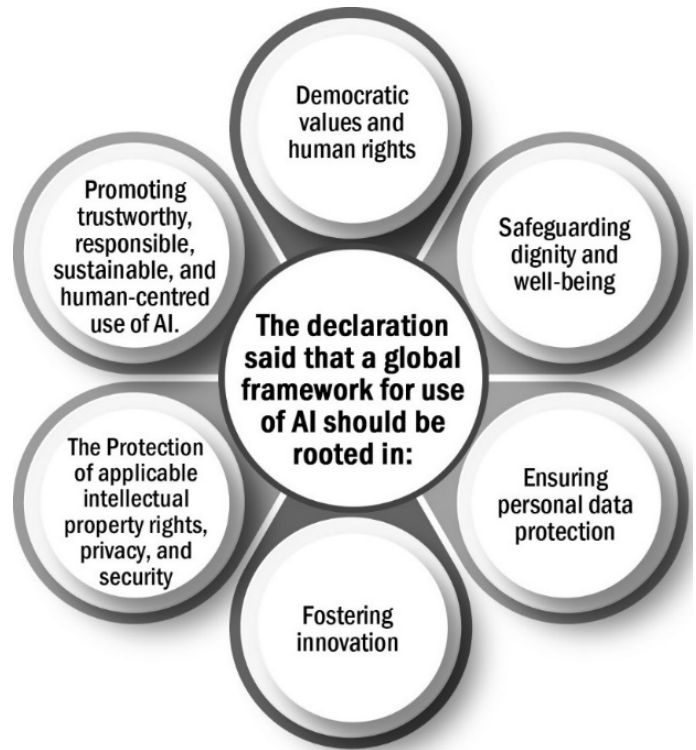 The declaration
said that a global
framework for use
of AI should be
rooted in:
Democratic
values and
human rights
Safeguarding
dignity and
well-being
Ensuring
personal data
protection
Fostering
innovation
The Protection
of applicable
intellectual
property rights,
privacy, and
security
Promoting
trustworthy,
responsible,
sustainable, and
human-centred
use of AI.